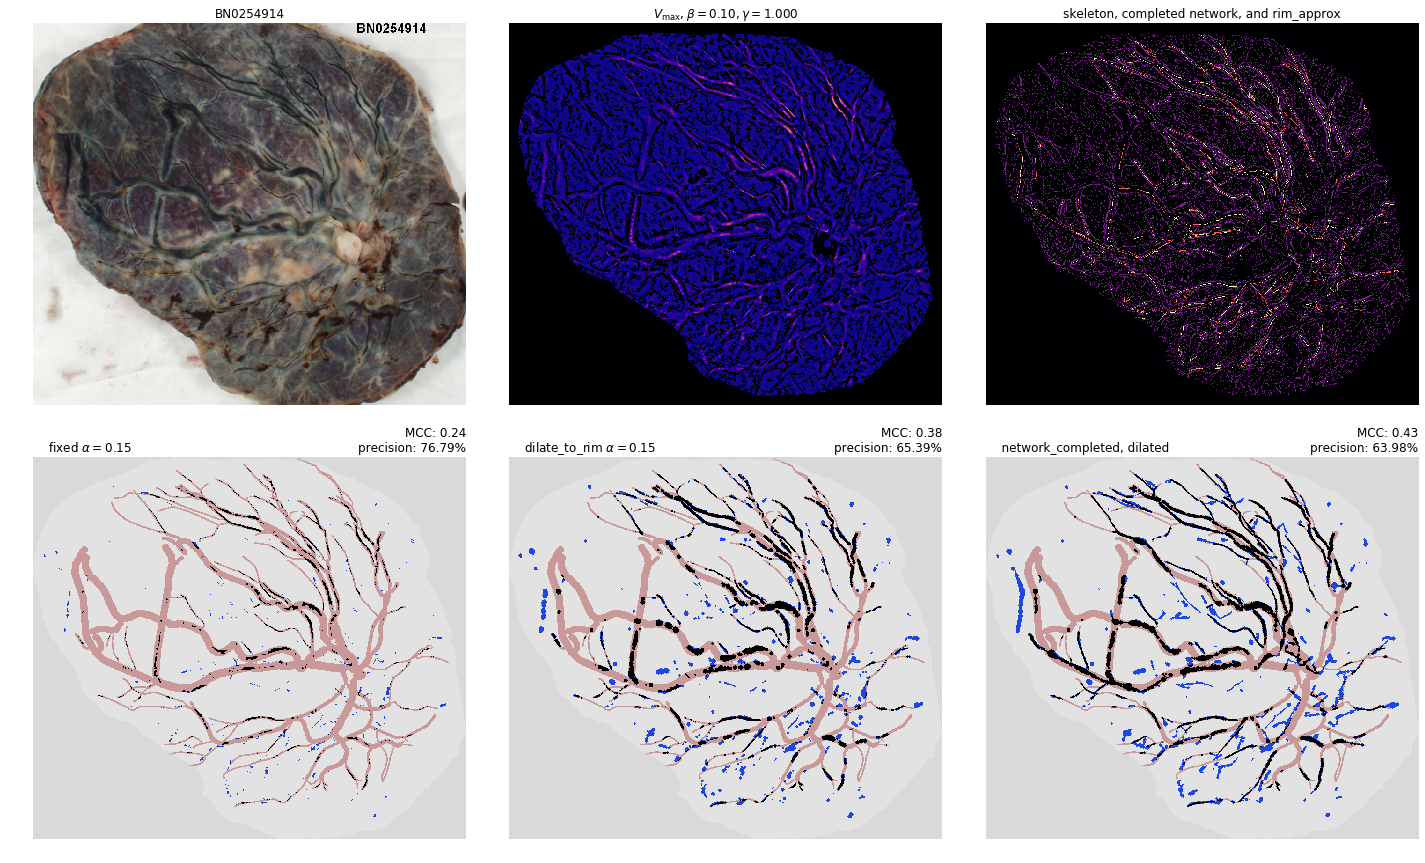 BN0254914
BN0254914
V_max, β = 0.10, γ = 1.000
skeleton, completed network, and rim_approx
fixed α = 0.15
MCC: 0.24
precision: 76.79%
dilate_to_rim α = 0.15
MCC: 0.38
precision: 65.39%
network_completed, dilated
MCC: 0.43
precision: 63.98%